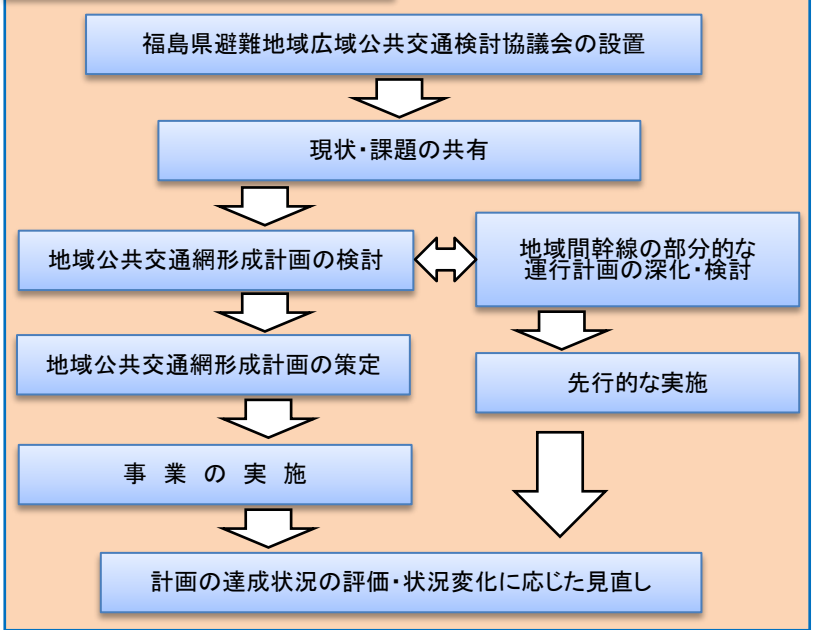 福島県避難地域広域公共交通検討協議会の設置
現状・課題の共有
地域公共交通網形成計画の検討
地域間幹線の部分的な
運行計画の深化・検討
地域公共交通網形成計画の策定
先行的な実施
事 業 の 実 施
計画の達成状況の評価・状況変化に応じた見直し